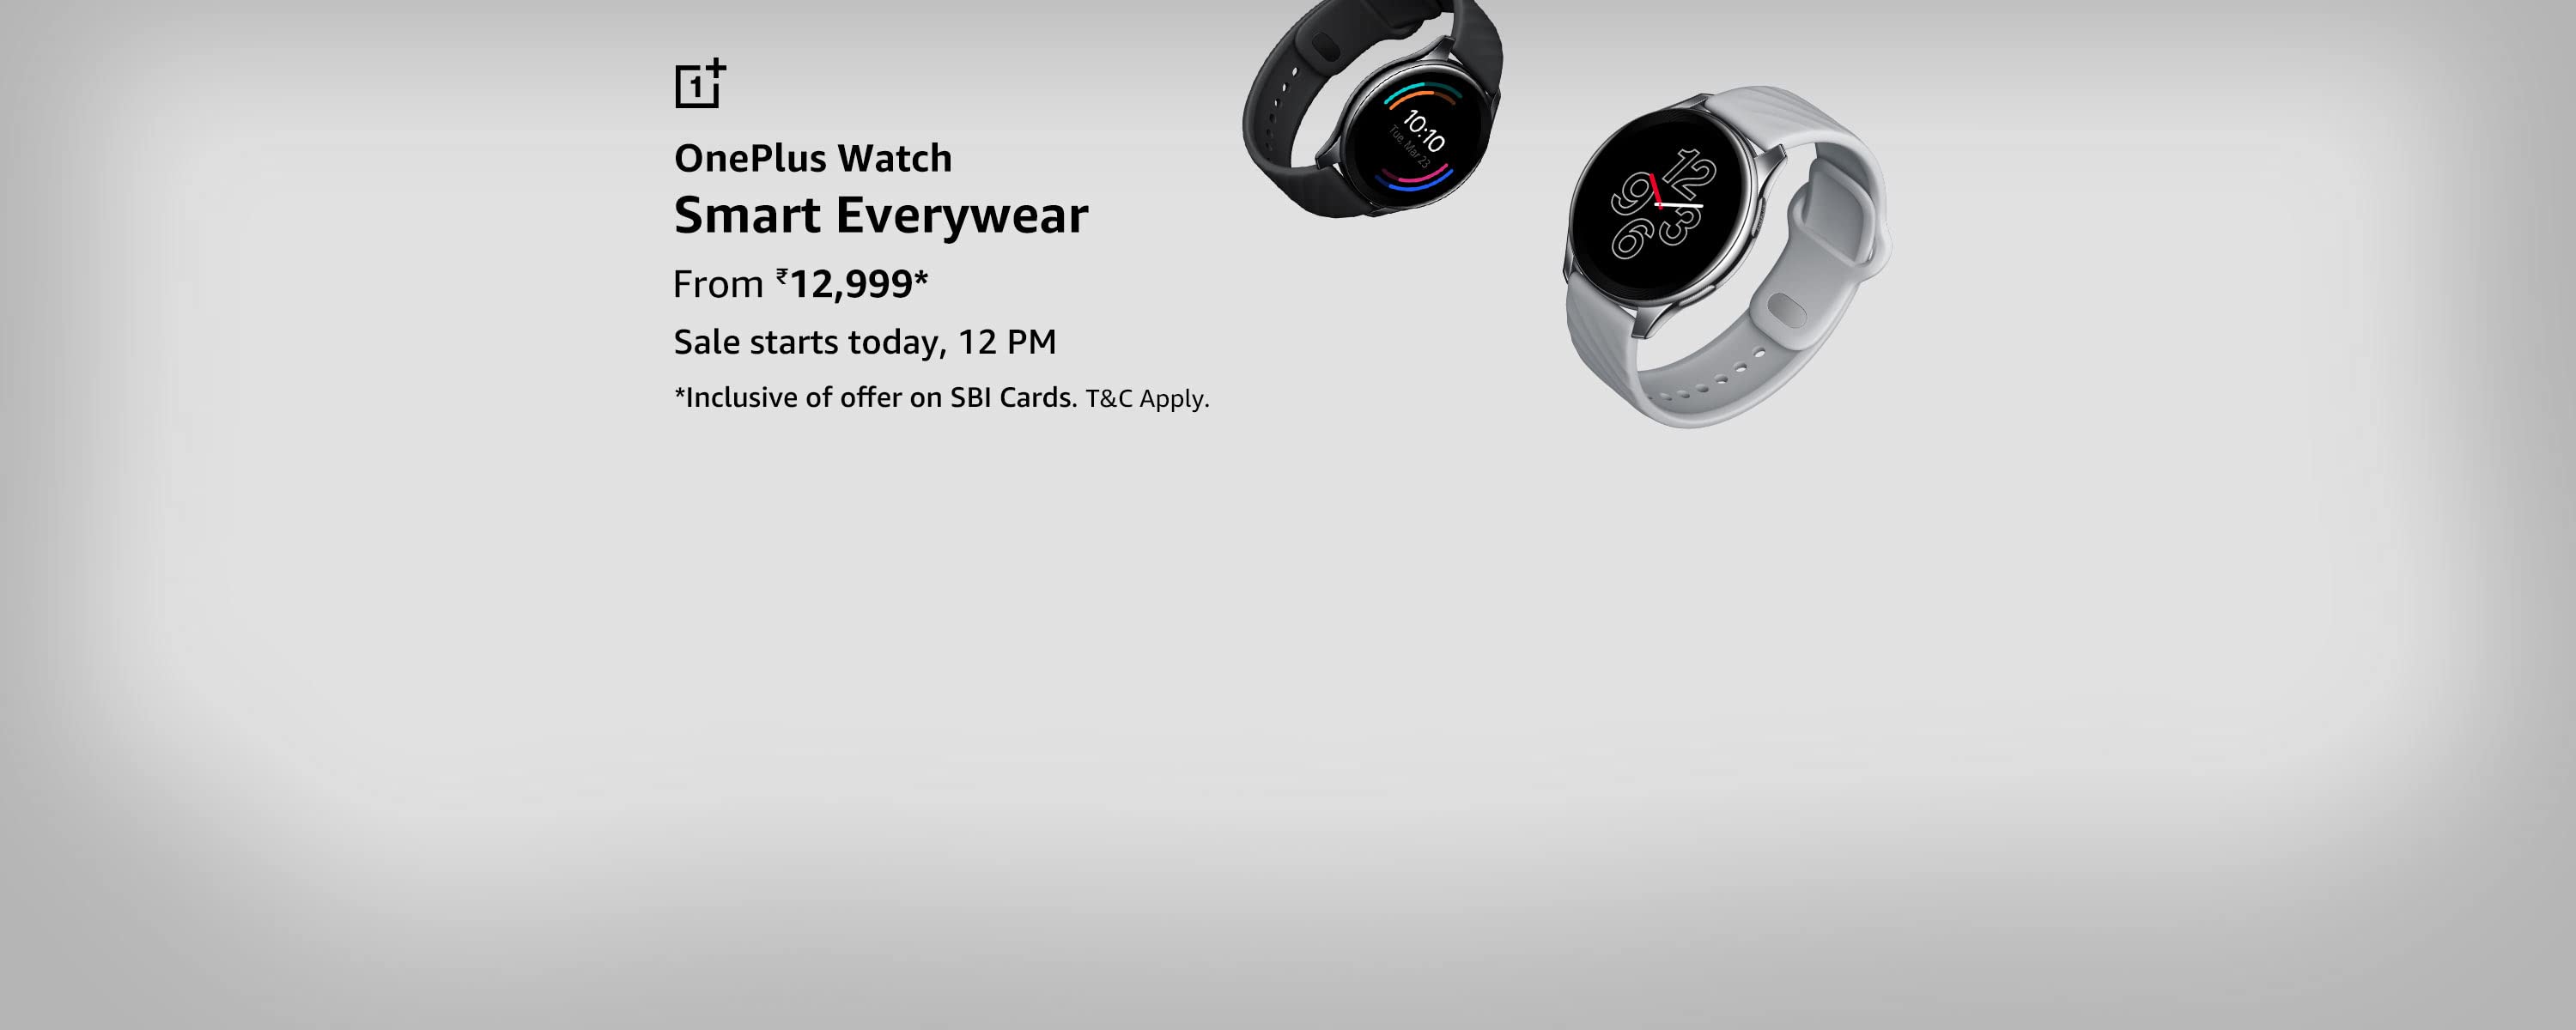 1+
OnePlus Watch
Smart Everywear
From ₹12,999*
Sale starts today, 12 PM
*Inclusive of offer on SBI Cards. T&C Apply.
10:10
Tue, Mar 23
12
9
3
6